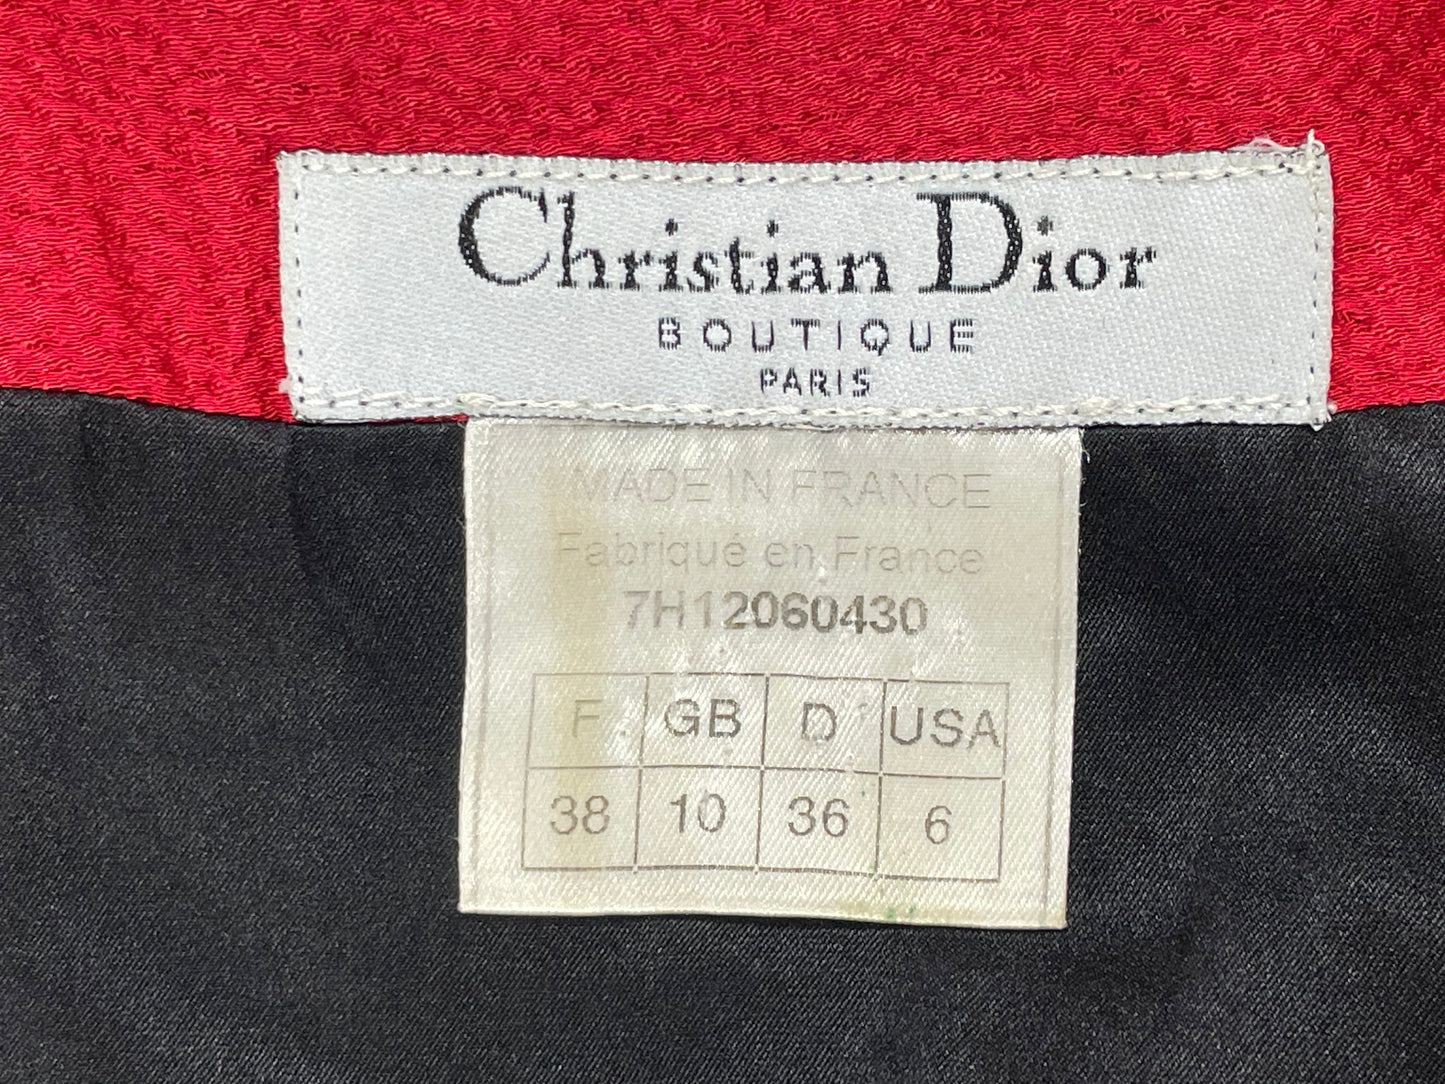 Christian Dior
BOUTIQUE
PARIS
MADE IN FRANCE
Fabriqué en France
7H12060430
F GB D USA
38 10 36 6